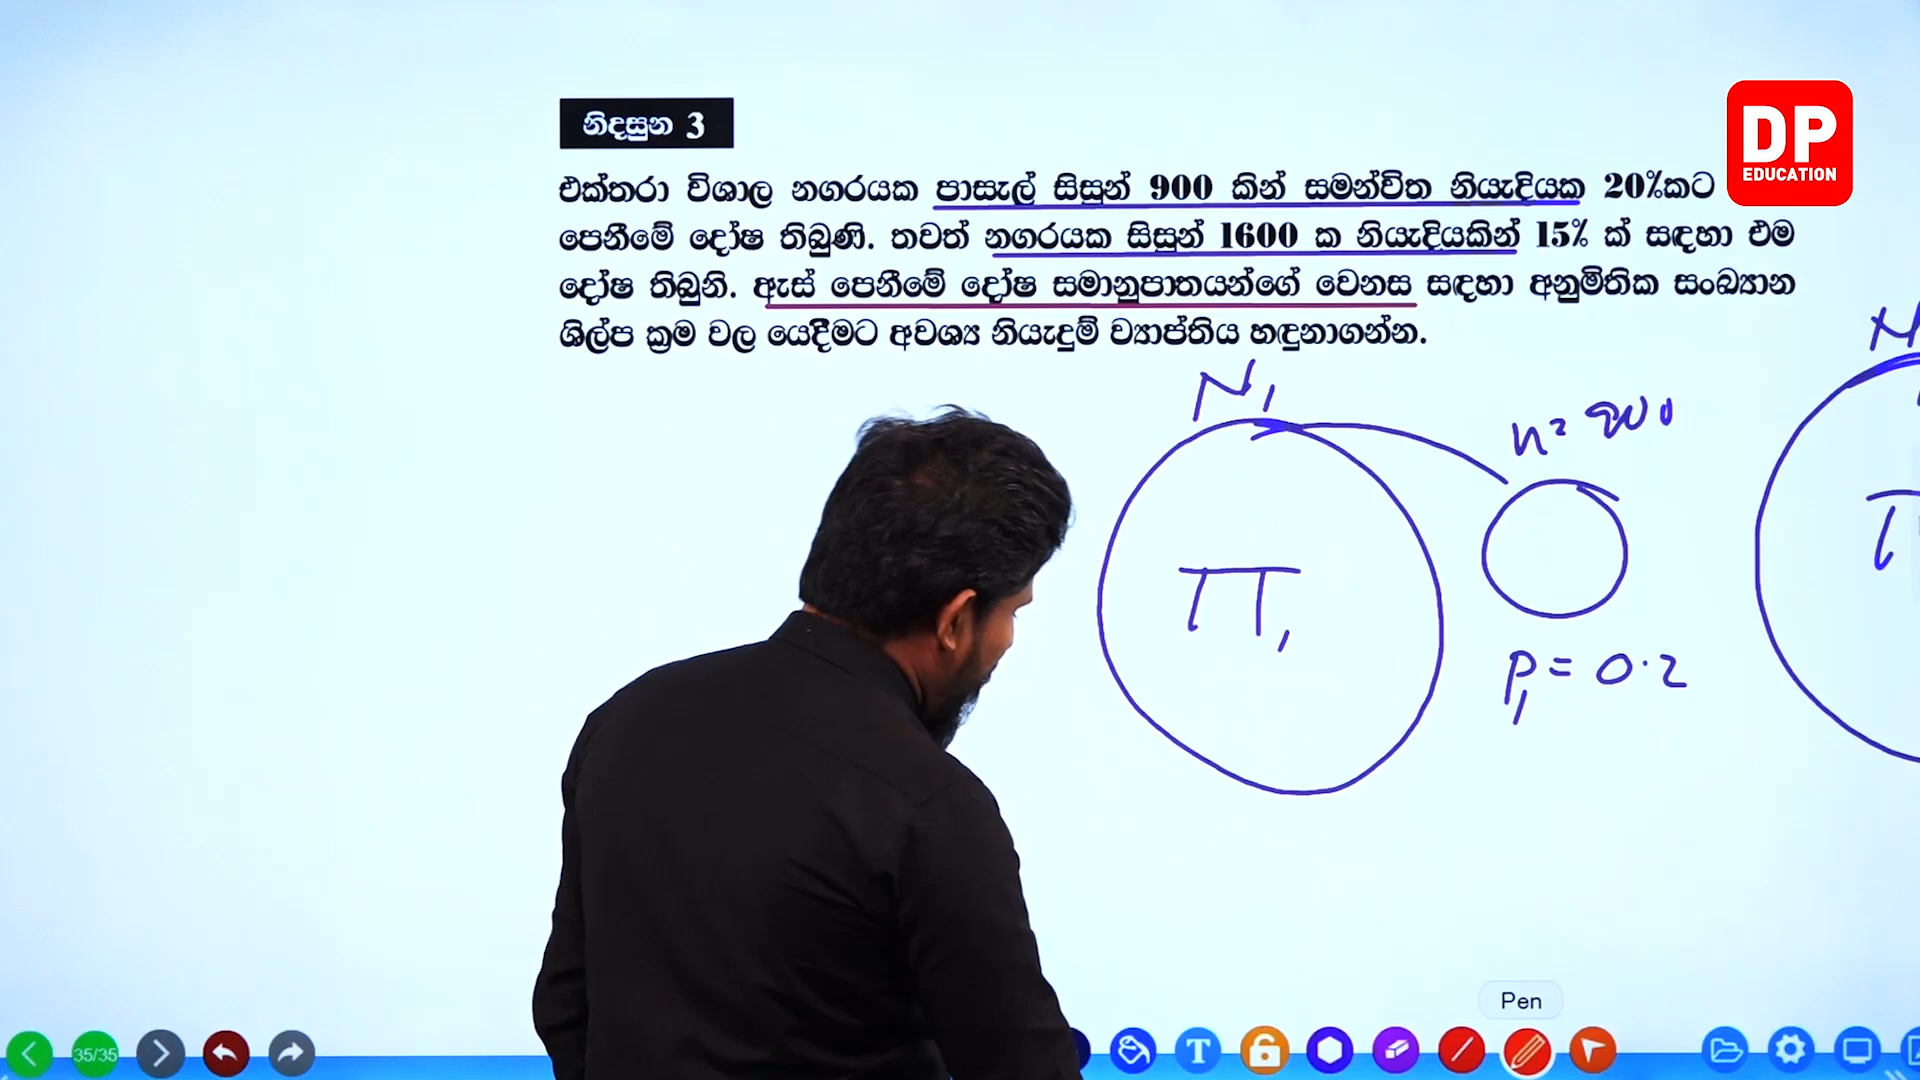 නිදසුන 3
DP
EDUCATION
එක්තරා විශාල නගරයක පාසැල් සිසුන් 900 කින් සමන්විත නියැදියක 20%කට
පෙනීමේ දෝෂ තිබුණි. තවත් නගරයක සිසුන් 1600 ක නියැදියකින් 15% ක් සඳහා එම
දෝෂ තිබුනි. ඇස් පෙනීමේ දෝෂ සමානුපාතයන්ගේ වෙනස සඳහා අනුමිතික සංඛ්‍යාන
ශිල්ප ක්‍රම වල යෙදීමට අවශ්‍ය නියැදුම් ව්‍යාප්තිය හඳුනාගන්න.
N₁
n = 900
N
Π₁
p₁ = 0.2
Pen
35/35
T